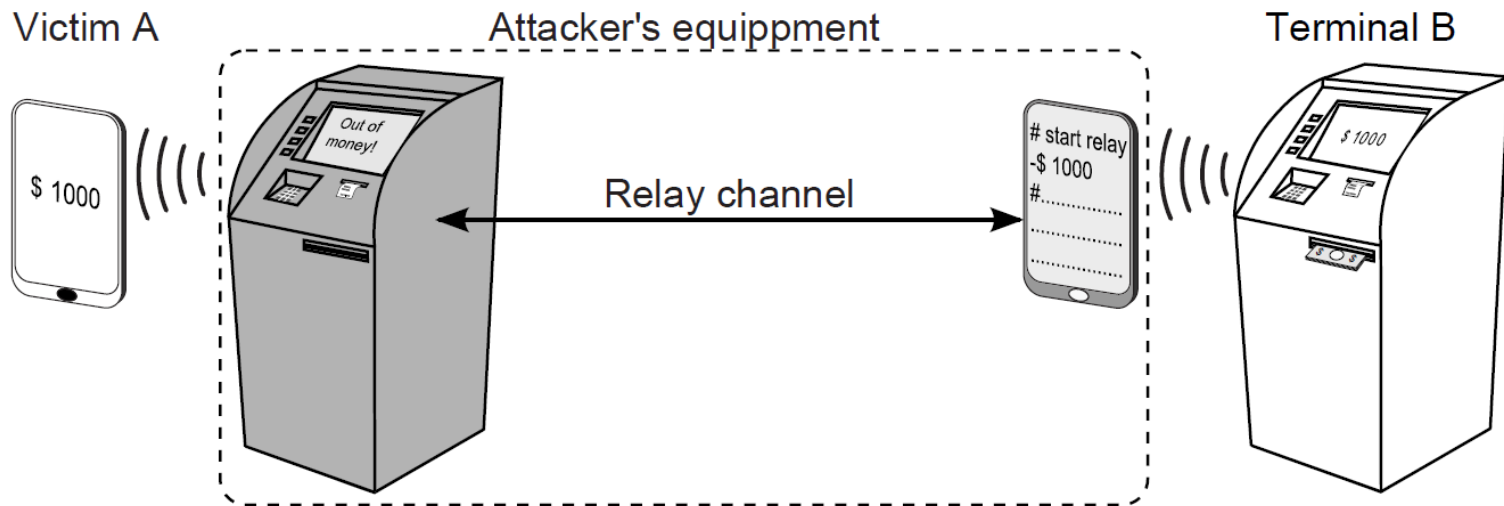 Victim A
Attacker's equippment
Terminal B
$ 1000
Out of
money!
Relay channel
# start relay
-$ 1000
#...............
.................
.................
$ 1000
$ $